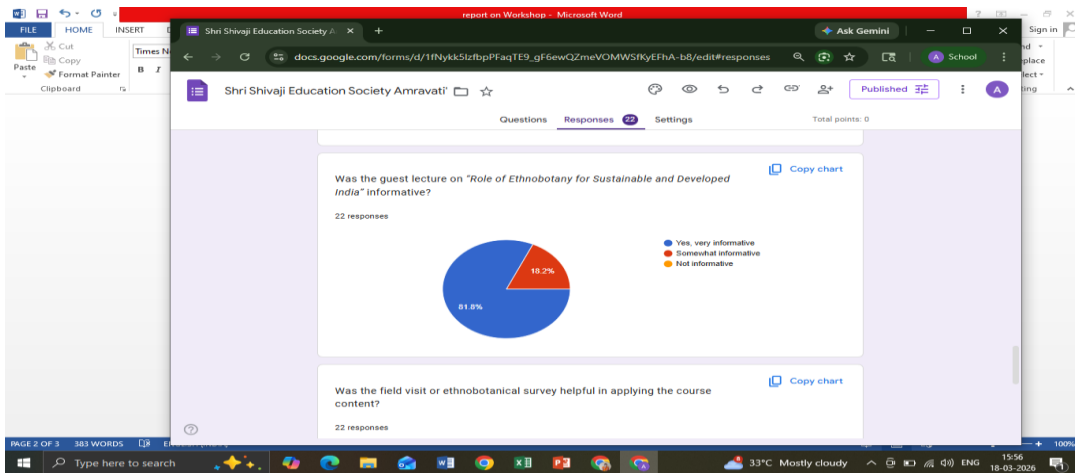 report on Workshop - Microsoft Word
FILE HOME INSERT
Sign in
Cut
Copy
Format Painter
Paste
Clipboard
Times N
B I
Shri Shivaji Education Society A
Ask Gemini
docs.google.com/forms/d/1fNykk5IzfbpPFaqTE9_gF6ewQZmeVOMWSfKyEFhA-b8/edit#responses
School
Shri Shivaji Education Society Amravati'
Published
A
Questions Responses 22 Settings
Total points: 0
Was the guest lecture on "Role of Ethnobotany for Sustainable and Developed
India" informative?
Copy chart
22 responses
Yes, very informative
Somewhat informative
Not informative
18.2%
81.8%
Was the field visit or ethnobotanical survey helpful in applying the course
content?
Copy chart
22 responses
PAGE 2 OF 3 383 WORDS
100%
Type here to search
33°C Mostly cloudy
ENG
15:56
18-03-2026